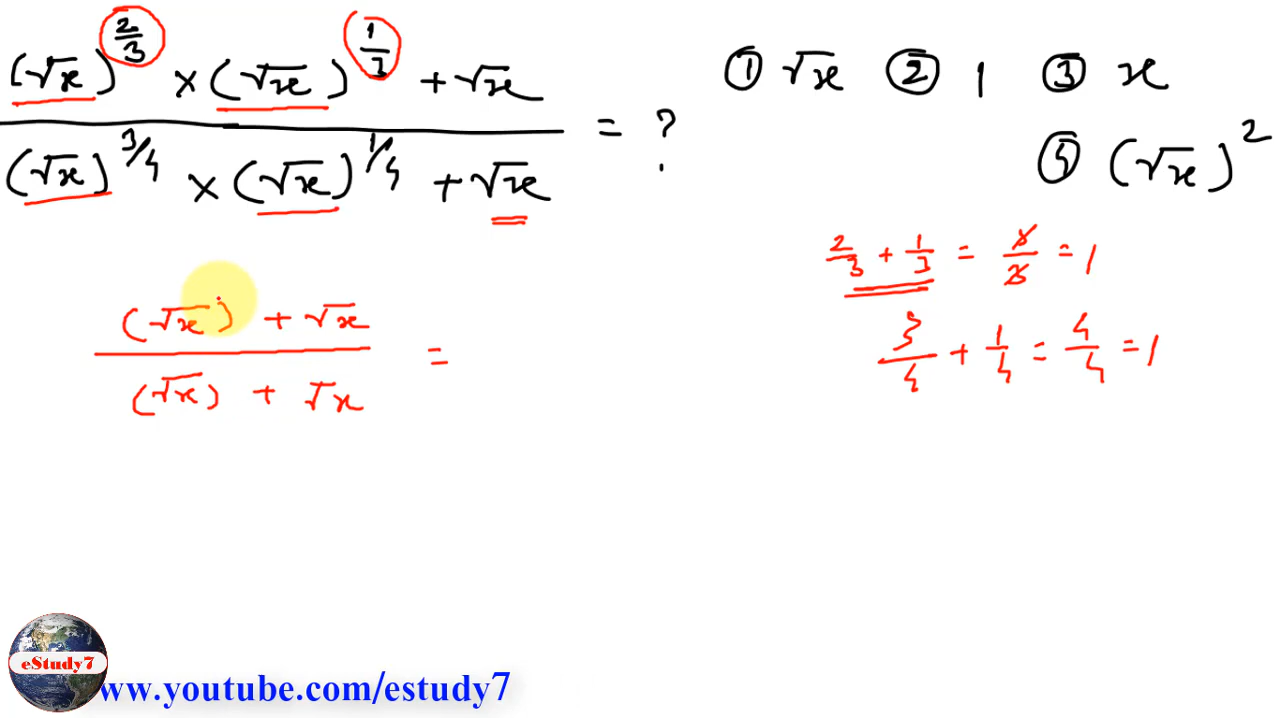 (√x)^(2/3) × (√x)^(1/3) + √x
(√x)^(3/4) × (√x)^(1/4) + √x
= ?
① √x ② 1 ③ x
④ (√x)²
2/3 + 1/3 = 3/3 = 1
3/4 + 1/4 = 4/4 = 1
(√x) + √x
(√x) + √x
=
eStudy7
www.youtube.com/estudy7